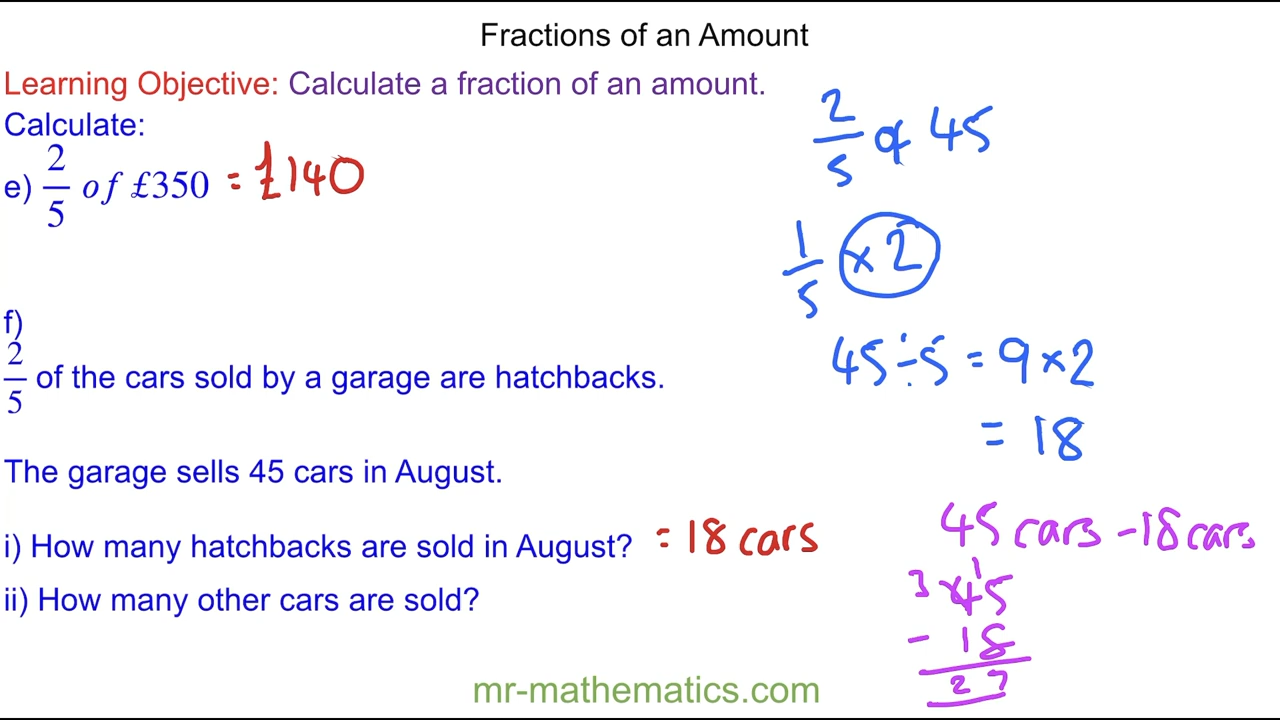 Fractions of an Amount
Learning Objective: Calculate a fraction of an amount.
Calculate:
e) 2/5 of £350 = £140
f)
2/5 of the cars sold by a garage are hatchbacks.
The garage sells 45 cars in August.
i) How many hatchbacks are sold in August? = 18 cars
ii) How many other cars are sold?
2/5 of 45
1/5 × 2
45 ÷ 5 = 9 × 2
= 18
45 cars - 18 cars
3 1
45
- 18
27
mr-mathematics.com